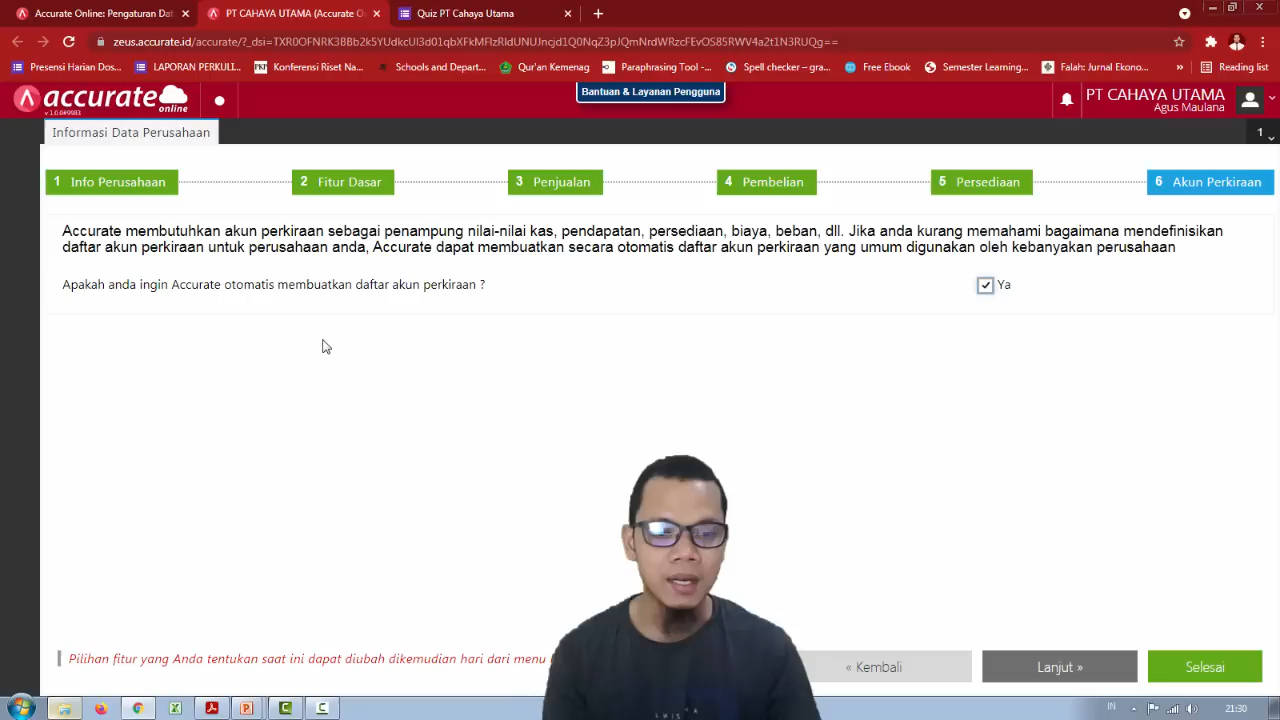 Accurate Online: Pengaturan Dat
PT CAHAYA UTAMA (Accurate O
Quiz PT Cahaya Utama
zeus.accurate.id/accurate/?_dsi=TXR0OFNRK3BBb2k5YUdkcUI3d01qbXFkMFlzRldUNUJncjd1Q0NqZ3pJQmNrdWRzcFEvOS85RWV4a2t1N3RUQg==
Presensi Harian Dos...
LAPORAN PERKULI...
Konferensi Riset Na...
Schools and Depart...
Qur'an Kemenag
Paraphrasing Tool -...
Spell checker – gra...
Free Ebook
Semester Learning...
Falah: Jurnal Ekono...
»
Reading list
accurate online
v 1.0.0#9983
Bantuan & Layanan Pengguna
PT CAHAYA UTAMA
Agus Maulana
Informasi Data Perusahaan
1
1 Info Perusahaan
2 Fitur Dasar
3 Penjualan
4 Pembelian
5 Persediaan
6 Akun Perkiraan
Accurate membutuhkan akun perkiraan sebagai penampung nilai-nilai kas, pendapatan, persediaan, biaya, beban, dll. Jika anda kurang memahami bagaimana mendefinisikan
daftar akun perkiraan untuk perusahaan anda, Accurate dapat membuatkan secara otomatis daftar akun perkiraan yang umum digunakan oleh kebanyakan perusahaan
Apakah anda ingin Accurate otomatis membuatkan daftar akun perkiraan ?
Ya
Pilihan fitur yang Anda tentukan saat ini dapat diubah dikemudian hari dari menu
« Kembali
Lanjut »
Selesai
IN
21:30